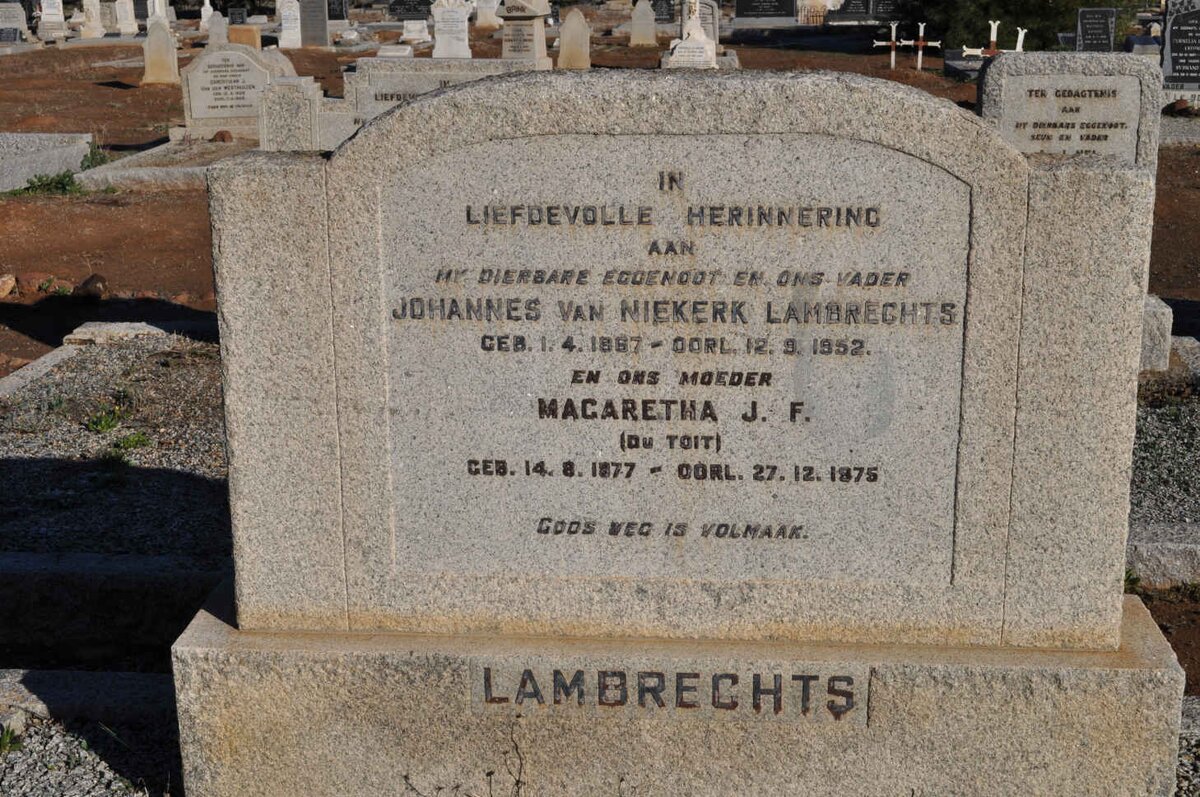 BRINK
TER GEDAGTENIS
AAN
MY DIERBARE EGGENOOT,
SEUN EN VADER
IN
LIEFDEVOLLE HERINNERING
AAN
MY DIERBARE EGGENOOT EN ONS VADER
JOHANNES VAN NIEKERK LAMBRECHTS
GEB. 1. 4. 1867 - OORL. 12. 9. 1952.
EN ONS MOEDER
MAGARETHA J. F.
(DU TOIT)
GEB. 14. 8. 1877 - OORL. 27. 12. 1975
GODS WEG IS VOLMAAK.
LAMBRECHTS